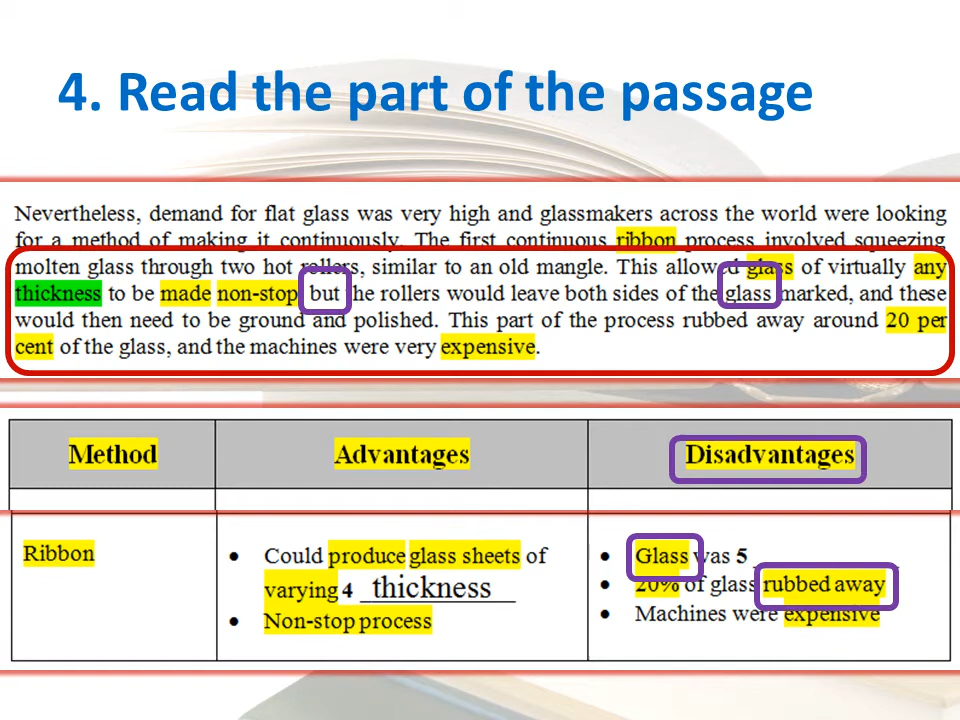 4. Read the part of the passage
Nevertheless, demand for flat glass was very high and glassmakers across the world were looking
for a method of making it continuously. The first continuous ribbon process involved squeezing
molten glass through two hot rollers, similar to an old mangle. This allowed glass of virtually any
thickness to be made non-stop, but the rollers would leave both sides of the glass marked, and these
would then need to be ground and polished. This part of the process rubbed away around 20 per
cent of the glass, and the machines were very expensive.
Method Advantages Disadvantages
Ribbon
• Could produce glass sheets of
varying 4 thickness
• Non-stop process
• Glass was 5 ____________
• 20% of glass rubbed away
• Machines were expensive